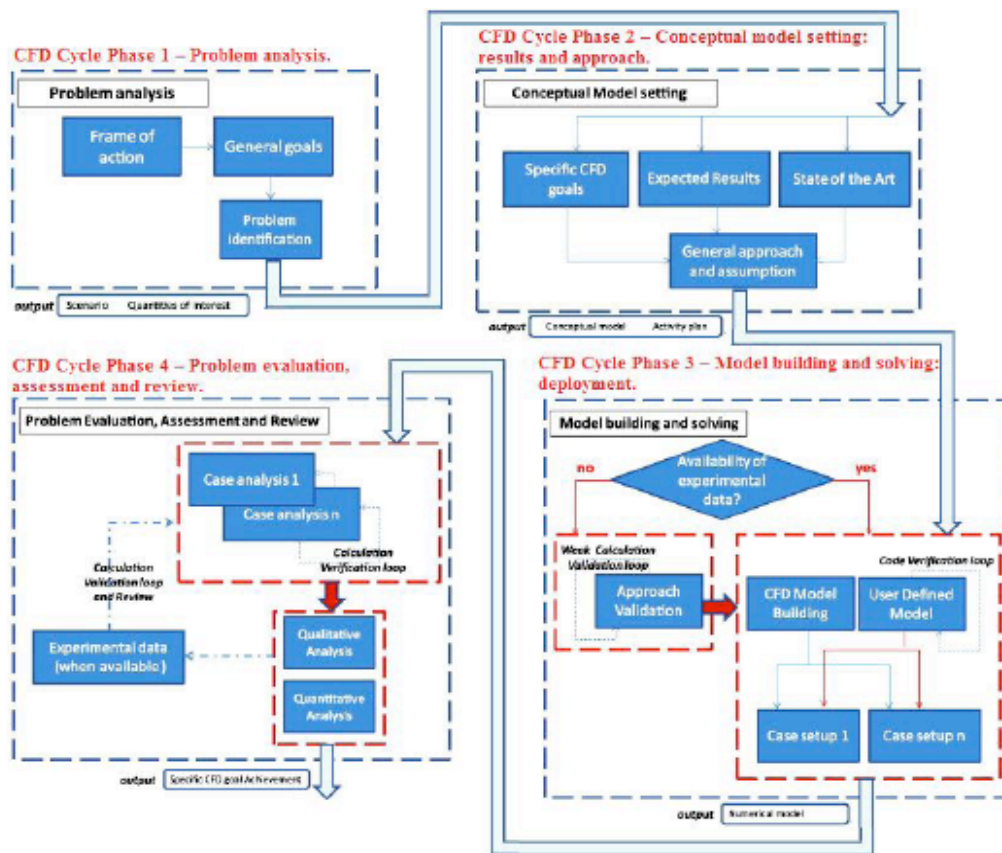 CFD Cycle Phase 1 – Problem analysis.
Problem analysis
Frame of
action
General goals
Problem
identification
output
Scenario Quantities of interest
CFD Cycle Phase 2 – Conceptual model setting:
results and approach.
Conceptual Model setting
Specific CFD
goals
Expected Results
State of the Art
General approach
and assumption
output
Conceptual model Activity plan
CFD Cycle Phase 4 – Problem evaluation,
assessment and review.
Problem Evaluation, Assessment and Review
Case analysis 1
Case analysis n
Calculation
Verification loop
Calculation
Validation loop
and Review
Experimental data
(when available)
Qualitative
Analysis
Quantitative
Analysis
output
Specific CFD goal Achievement
CFD Cycle Phase 3 – Model building and solving:
deployment.
Model building and solving
no
Availability of
experimental
data?
yes
Weak Calculation
Validation loop
Approach
Validation
Code Verification loop
CFD Model
Building
User Defined
Model
Case setup 1
Case setup n
output
Numerical model